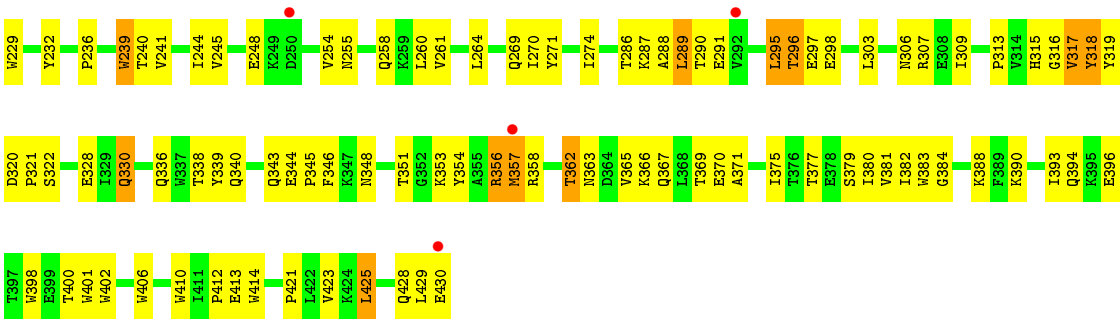 W229 Y232 P236 W239 T240 V241 I244 V245 E248 K249 D250 V254 N255 Q258 K259 L260 V261 L264 Q269 I270 Y271 I274 T286 K287 A288 L289 T290 E291 V292 L295 T296 E297 E298 L303 N306 R307 E308 I309 P313 V314 H315 G316 V317 Y318 Y319
D320 P321 S322 E328 I329 Q330 Q336 W337 T338 Y339 Q340 Q343 E344 P345 F346 K347 N348 T351 G352 K353 Y354 A355 R356 M357 R358 T362 N363 D364 V365 K366 Q367 L368 T369 E370 A371 I375 T376 T377 E378 S379 I380 V381 I382 W383 G384 K388 F389 K390 I393 Q394 K395 E396
T397 W398 E399 T400 W401 W402 W406 W410 I411 P412 E413 W414 P421 L422 V423 K424 L425 Q428 L429 E430